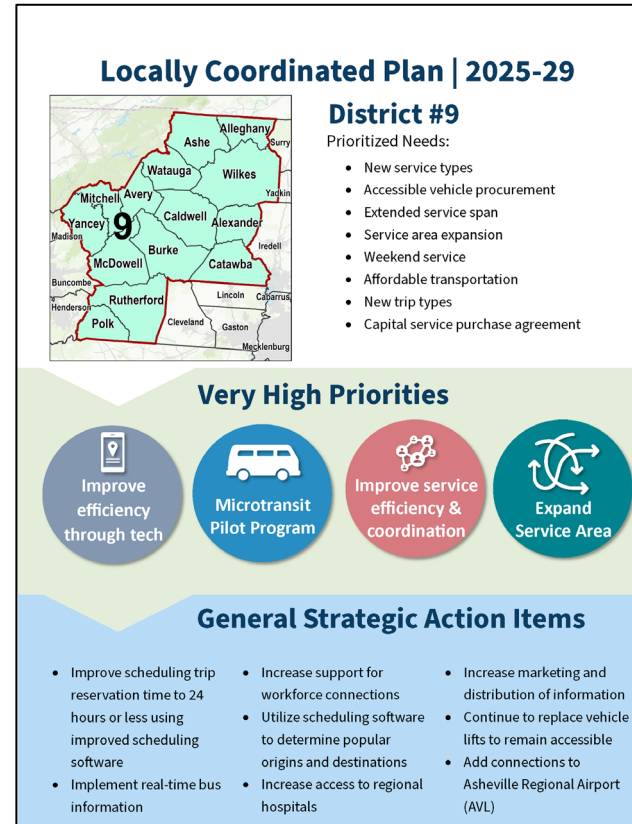 Locally Coordinated Plan | 2025-29
Alleghany
Ashe
Surry
Watauga
Wilkes
Yadkin
Mitchell
Avery
Caldwell
Alexander
Yancey
9
Madison
Iredell
Burke
McDowell
Catawba
Buncombe
Rutherford
Lincoln
Cabarrus
Henderson
Polk
Cleveland
Gaston
Mecklenburg
District #9
Prioritized Needs:
• New service types
• Accessible vehicle procurement
• Extended service span
• Service area expansion
• Weekend service
• Affordable transportation
• New trip types
• Capital service purchase agreement
Very High Priorities
Improve
efficiency
through tech
Microtransit
Pilot Program
Improve service
efficiency &
coordination
Expand
Service Area
General Strategic Action Items
• Improve scheduling trip
reservation time to 24
hours or less using
improved scheduling
software
• Implement real-time bus
information
• Increase support for
workforce connections
• Utilize scheduling software
to determine popular
origins and destinations
• Increase access to regional
hospitals
• Increase marketing and
distribution of information
• Continue to replace vehicle
lifts to remain accessible
• Add connections to
Asheville Regional Airport
(AVL)